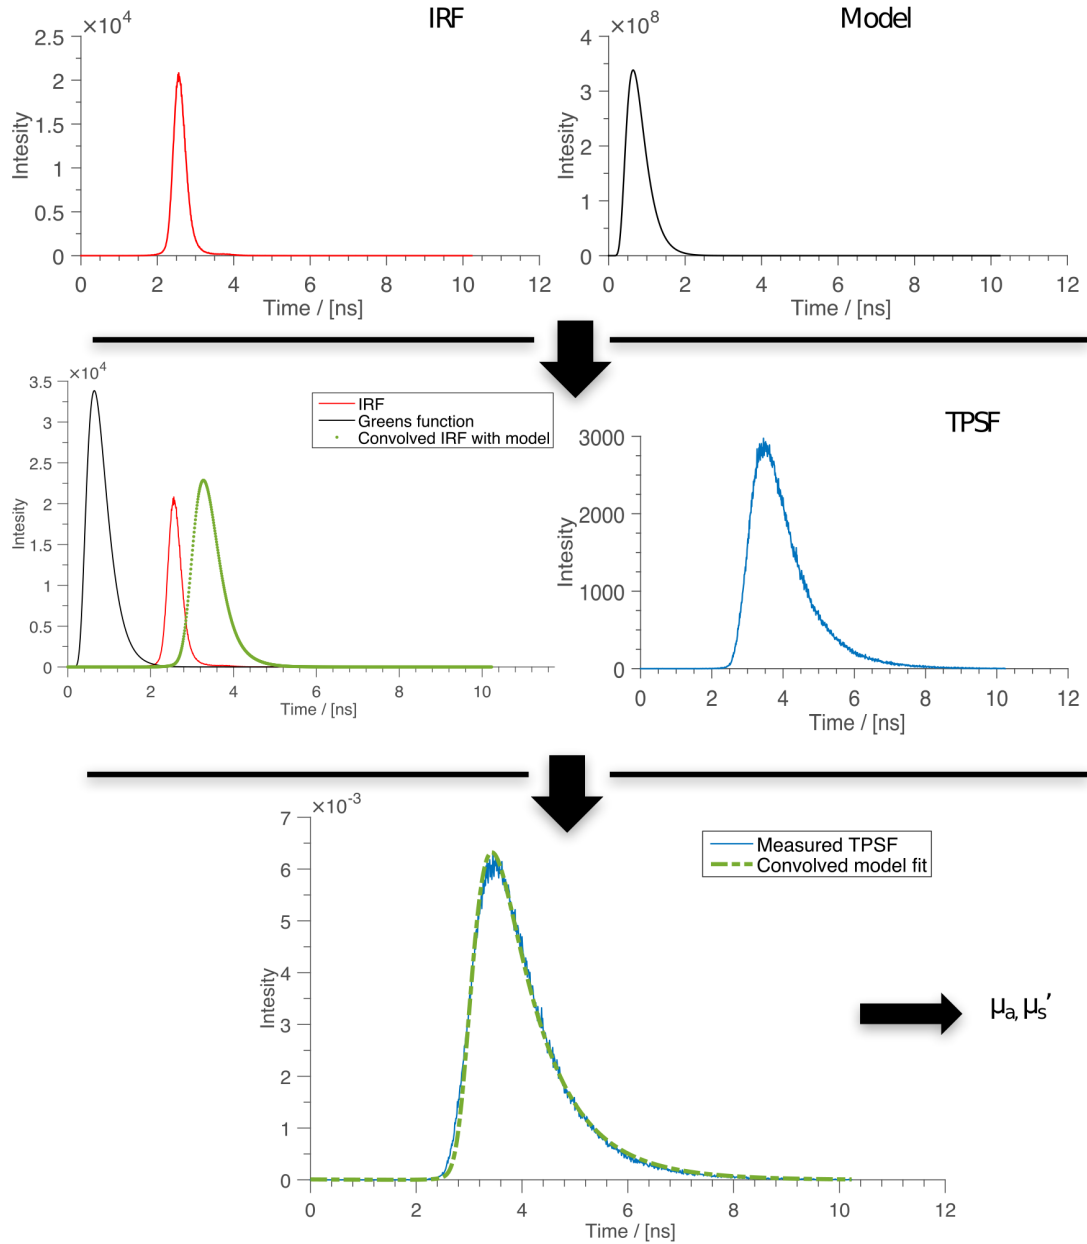 IRF
×10^4
2.5
2
1.5
1
0.5
0
Intesity
0 2 4 6 8 10 12
Time / [ns]
Model
×10^8
4
3
2
1
0
Intesity
0 2 4 6 8 10 12
Time / [ns]
×10^4
3.5
3
2.5
2
1.5
1
0.5
0
Intesity
0 2 4 6 8 10
Time / [ns]
IRF
Greens function
Convolved IRF with model
TPSF
3000
2000
1000
0
Intesity
0 2 4 6 8 10 12
Time / [ns]
×10^-3
7
6
5
4
3
2
1
0
Intesity
0 2 4 6 8 10 12
Time / [ns]
Measured TPSF
Convolved model fit
μa, μs'